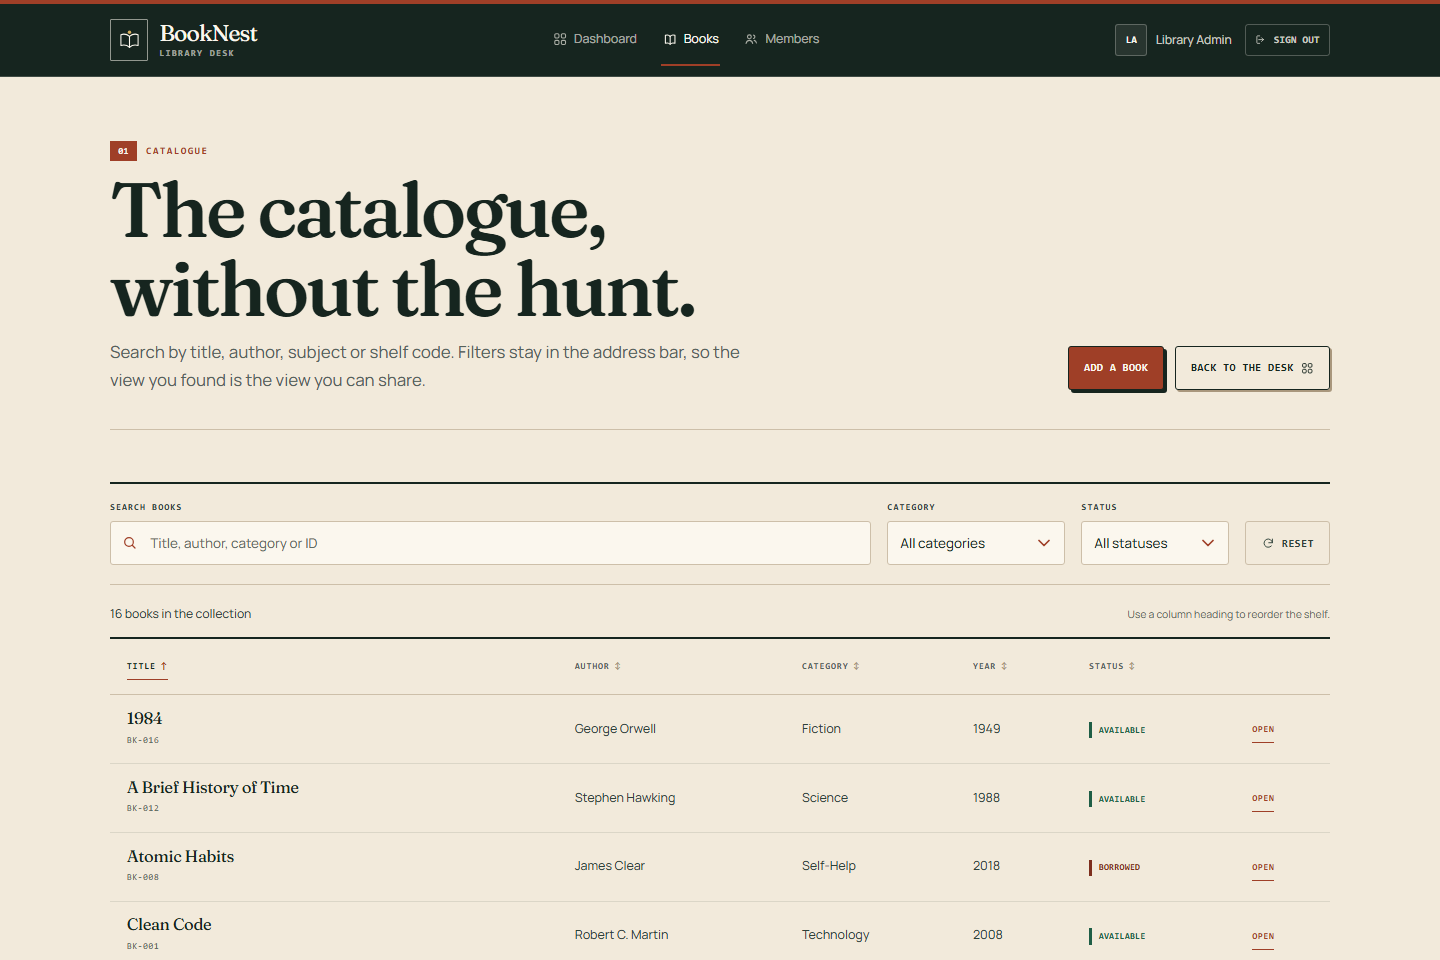 BookNest
LIBRARY DESK
Dashboard
Books
Members
LA
Library Admin
SIGN OUT
01
CATALOGUE
The catalogue,
without the hunt.
Search by title, author, subject or shelf code. Filters stay in the address bar, so the
view you found is the view you can share.
ADD A BOOK
BACK TO THE DESK
SEARCH BOOKS
CATEGORY
STATUS
Title, author, category or ID
All categories
All statuses
RESET
16 books in the collection
Use a column heading to reorder the shelf.
TITLE ↑ AUTHOR ↕ CATEGORY ↕ YEAR ↕ STATUS ↕
1984
BK-016
George Orwell Fiction 1949 AVAILABLE OPEN
A Brief History of Time
BK-012
Stephen Hawking Science 1988 AVAILABLE OPEN
Atomic Habits
BK-008
James Clear Self-Help 2018 BORROWED OPEN
Clean Code
BK-001
Robert C. Martin Technology 2008 AVAILABLE OPEN